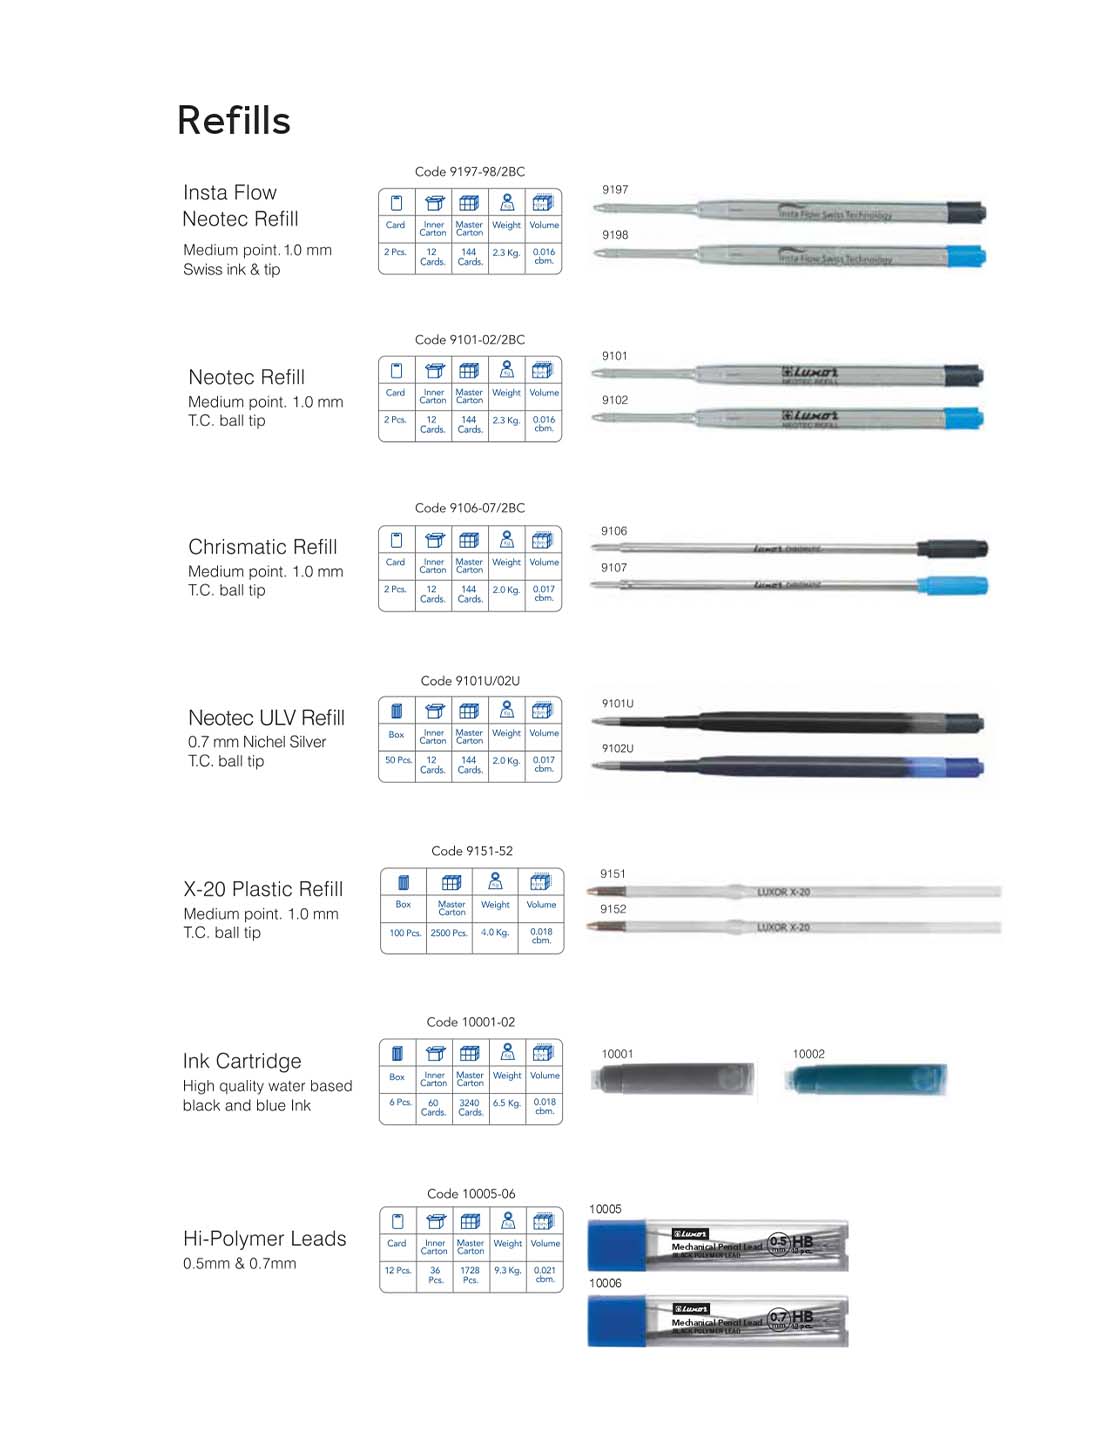 Refills
Code 9197-98/2BC
Insta Flow
Neotec Refill
Medium point. 1.0 mm
Swiss ink & tip
Card Inner Carton Master Carton Weight Volume
2 Pcs. 12 Cards. 144 Cards. 2.3 Kg. 0.016 cbm.
9197
Insta Flow Swiss Technology
9198
Insta Flow Swiss Technology
Code 9101-02/2BC
Neotec Refill
Medium point. 1.0 mm
T.C. ball tip
Card Inner Carton Master Carton Weight Volume
2 Pcs. 12 Cards. 144 Cards. 2.3 Kg. 0.016 cbm.
9101
Luxor
NEOTEC REFILL
9102
Luxor
NEOTEC REFILL
Code 9106-07/2BC
Chrismatic Refill
Medium point. 1.0 mm
T.C. ball tip
Card Inner Carton Master Carton Weight Volume
2 Pcs. 12 Cards. 144 Cards. 2.0 Kg. 0.017 cbm.
9106
Luxor CHROMATIC
9107
Luxor CHROMATIC
Code 9101U/02U
Neotec ULV Refill
0.7 mm Nichel Silver
T.C. ball tip
Box Inner Carton Master Carton Weight Volume
50 Pcs. 12 Cards. 144 Cards. 2.0 Kg. 0.017 cbm.
9101U
9102U
Code 9151-52
X-20 Plastic Refill
Medium point. 1.0 mm
T.C. ball tip
Box Master Carton Weight Volume
100 Pcs. 2500 Pcs. 4.0 Kg. 0.018 cbm.
9151
LUXOR X-20
9152
LUXOR X-20
Code 10001-02
Ink Cartridge
High quality water based
black and blue Ink
Box Inner Carton Master Carton Weight Volume
6 Pcs. 60 Cards. 3240 Cards. 6.5 Kg. 0.018 cbm.
10001
10002
Code 10005-06
Hi-Polymer Leads
0.5mm & 0.7mm
Card Inner Carton Master Carton Weight Volume
12 Pcs. 36 Pcs. 1728 Pcs. 9.3 Kg. 0.021 cbm.
10005
Luxor
Mechanical Pencil Lead 0.5 mm HB
BLACK POLYMER LEAD 12 pc.
10006
Luxor
Mechanical Pencil Lead 0.7 mm HB
BLACK POLYMER LEAD 12 pc.